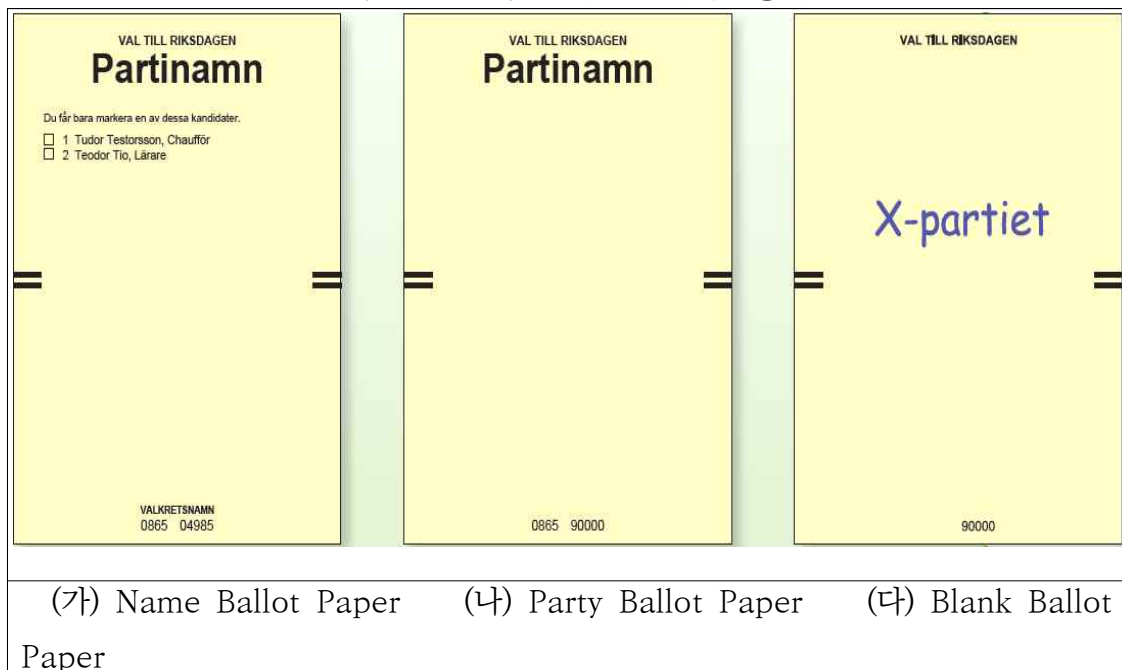 VAL TILL RIKSDAGEN
Partinamn
Du får bara markera en av dessa kandidater.
1 Tudor Testorsson, Chaufför
2 Teodor Tio, Lärare
VALKRETSNAMN
0865 04985
VAL TILL RIKSDAGEN
Partinamn
0865 90000
VAL TILL RIKSDAGEN
X-partiet
90000
(가) Name Ballot Paper (나) Party Ballot Paper (다) Blank Ballot
Paper